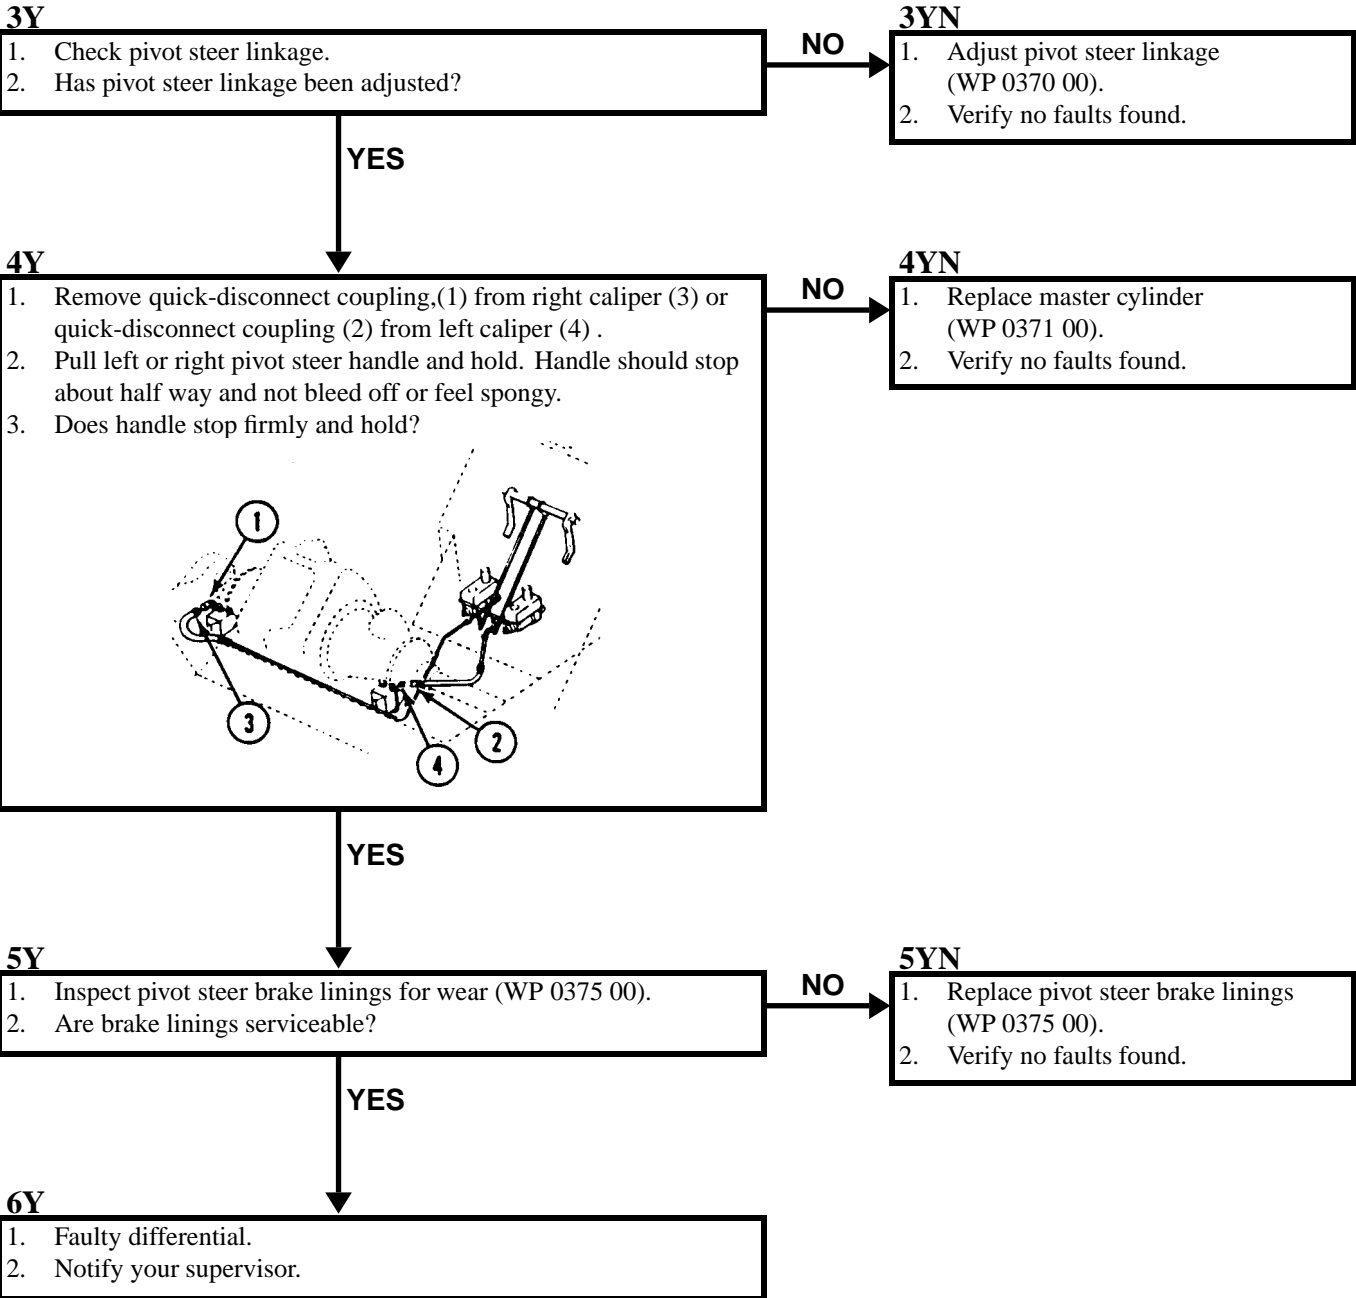 3Y
1. Check pivot steer linkage.
2. Has pivot steer linkage been adjusted?
NO
3YN
1. Adjust pivot steer linkage
(WP 0370 00).
2. Verify no faults found.
YES
4Y
1. Remove quick-disconnect coupling,(1) from right caliper (3) or
quick-disconnect coupling (2) from left caliper (4) .
2. Pull left or right pivot steer handle and hold. Handle should stop
about half way and not bleed off or feel spongy.
3. Does handle stop firmly and hold?
NO
4YN
1. Replace master cylinder
(WP 0371 00).
2. Verify no faults found.
1
3
2
4
YES
5Y
1. Inspect pivot steer brake linings for wear (WP 0375 00).
2. Are brake linings serviceable?
NO
5YN
1. Replace pivot steer brake linings
(WP 0375 00).
2. Verify no faults found.
YES
6Y
1. Faulty differential.
2. Notify your supervisor.